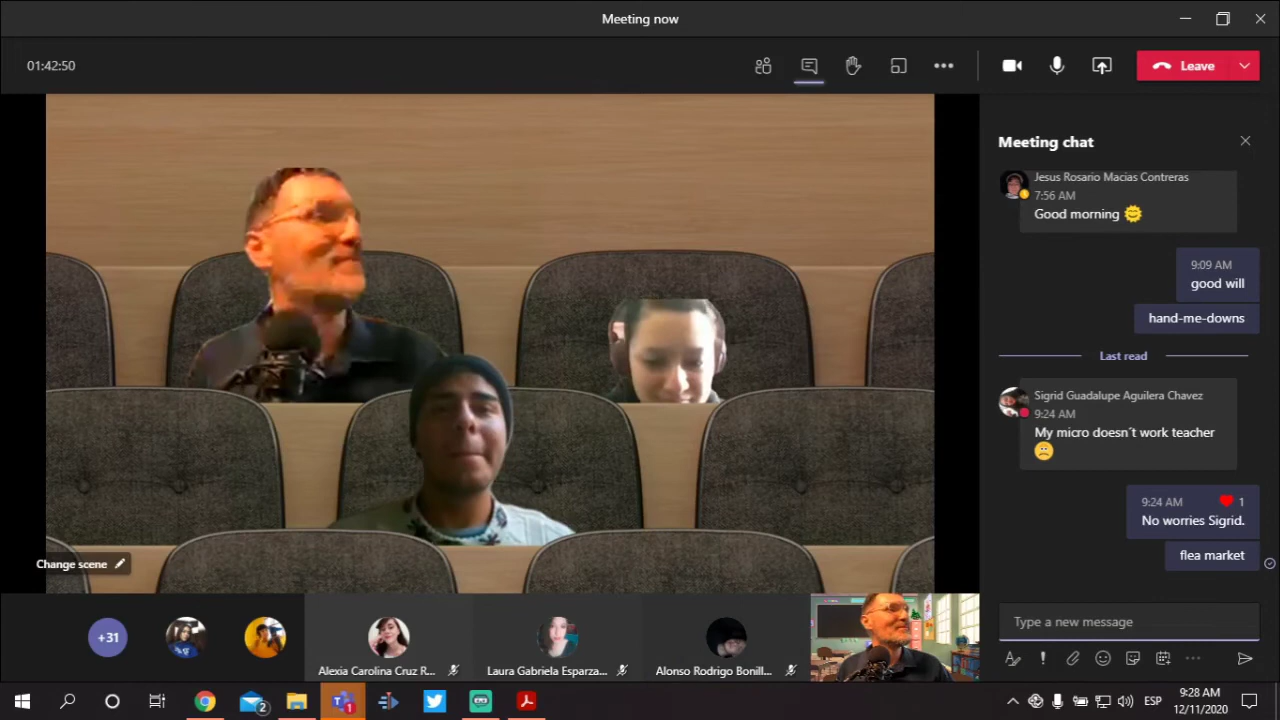 Meeting now
01:42:50
Leave
Meeting chat
Jesus Rosario Macias Contreras
7:56 AM
Good morning
9:09 AM
good will
hand-me-downs
Last read
Sigrid Guadalupe Aguilera Chavez
9:24 AM
My micro doesn´t work teacher
9:24 AM
1
No worries Sigrid.
flea market
Change scene
+31
Alexia Carolina Cruz R...
Laura Gabriela Esparza...
Alonso Rodrigo Bonill...
Type a new message
2
1
ESP
9:28 AM
12/11/2020